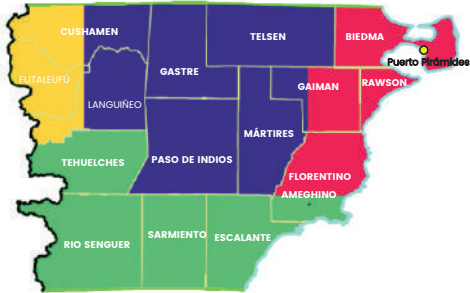 CUSHAMEN
TELSEN
BIEDMA
Puerto Pirámides
FUTALEUFÚ
GASTRE
GAIMAN
RAWSON
LANGUIÑEO
MÁRTIRES
TEHUELCHES
PASO DE INDIOS
FLORENTINO
AMEGHINO
RIO SENGUER
SARMIENTO
ESCALANTE